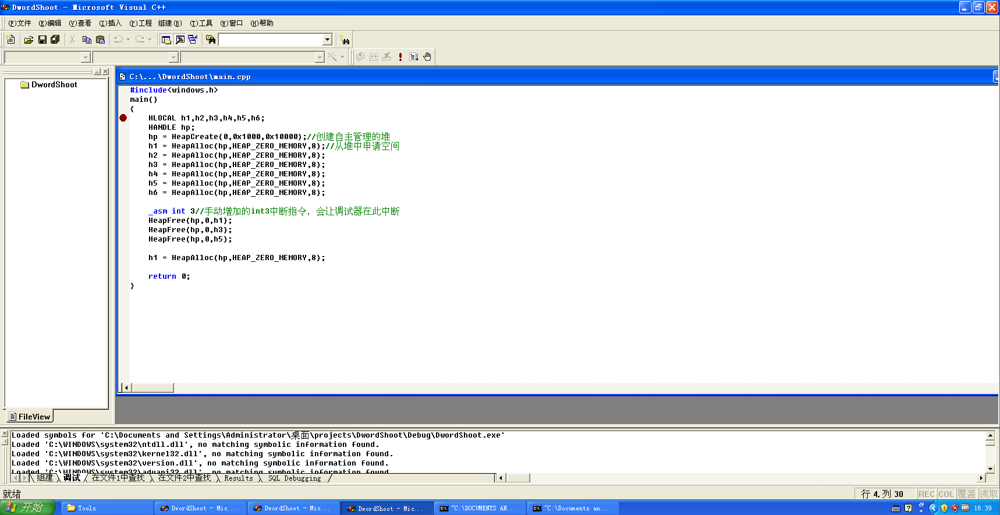 DwordShoot - Microsoft Visual C++
(F)文件 (E)编辑 (V)查看 (I)插入 (P)工程 组建(B) (T)工具 (W)窗口 (H)帮助
DwordShoot
C:\...\DwordShoot\main.cpp
#include<windows.h>
main()
{
HLOCAL h1,h2,h3,h4,h5,h6;
HANDLE hp;
hp = HeapCreate(0,0x1000,0x10000);//创建自主管理的堆
h1 = HeapAlloc(hp,HEAP_ZERO_MEMORY,8);//从堆中申请空间
h2 = HeapAlloc(hp,HEAP_ZERO_MEMORY,8);
h3 = HeapAlloc(hp,HEAP_ZERO_MEMORY,8);
h4 = HeapAlloc(hp,HEAP_ZERO_MEMORY,8);
h5 = HeapAlloc(hp,HEAP_ZERO_MEMORY,8);
h6 = HeapAlloc(hp,HEAP_ZERO_MEMORY,8);
_asm int 3//手动增加的int3中断指令，会让调试器在此中断
HeapFree(hp,0,h1);
HeapFree(hp,0,h3);
HeapFree(hp,0,h5);
h1 = HeapAlloc(hp,HEAP_ZERO_MEMORY,8);
return 0;
}
FileView
Loaded symbols for 'C:\Documents and Settings\Administrator\桌面\projects\DwordShoot\Debug\DwordShoot.exe'
Loaded 'C:\WINDOWS\system32\ntdll.dll', no matching symbolic information found.
Loaded 'C:\WINDOWS\system32\kernel32.dll', no matching symbolic information found.
Loaded 'C:\WINDOWS\system32\version.dll', no matching symbolic information found.
Loaded 'C:\WINDOWS\system32\advapi32.dll', no matching symbolic information found.
组建 调试 在文件1中查找 在文件2中查找 Results SQL Debugging
就绪
行 4,列 30 REC COL 覆盖 读取
开始 Tools DwordShoot - Mic... DwordShoot - Mic... DwordShoot - Mic... "C:\DOCUMENTS AN... "C:\Documents an... 16:39